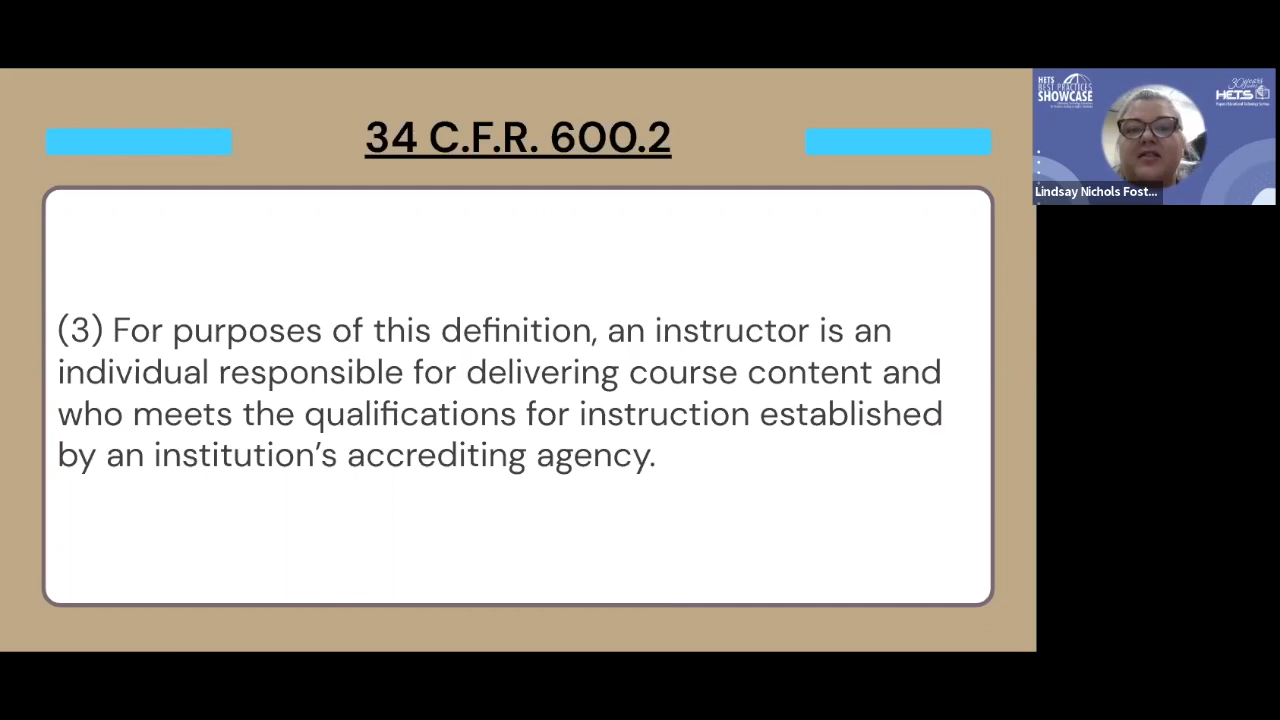 34 C.F.R. 600.2
(3) For purposes of this definition, an instructor is an
individual responsible for delivering course content and
who meets the qualifications for instruction established
by an institution’s accrediting agency.
HETS
BEST PRACTICES
SHOWCASE
30 years
HETS
Lindsay Nichols Fost...